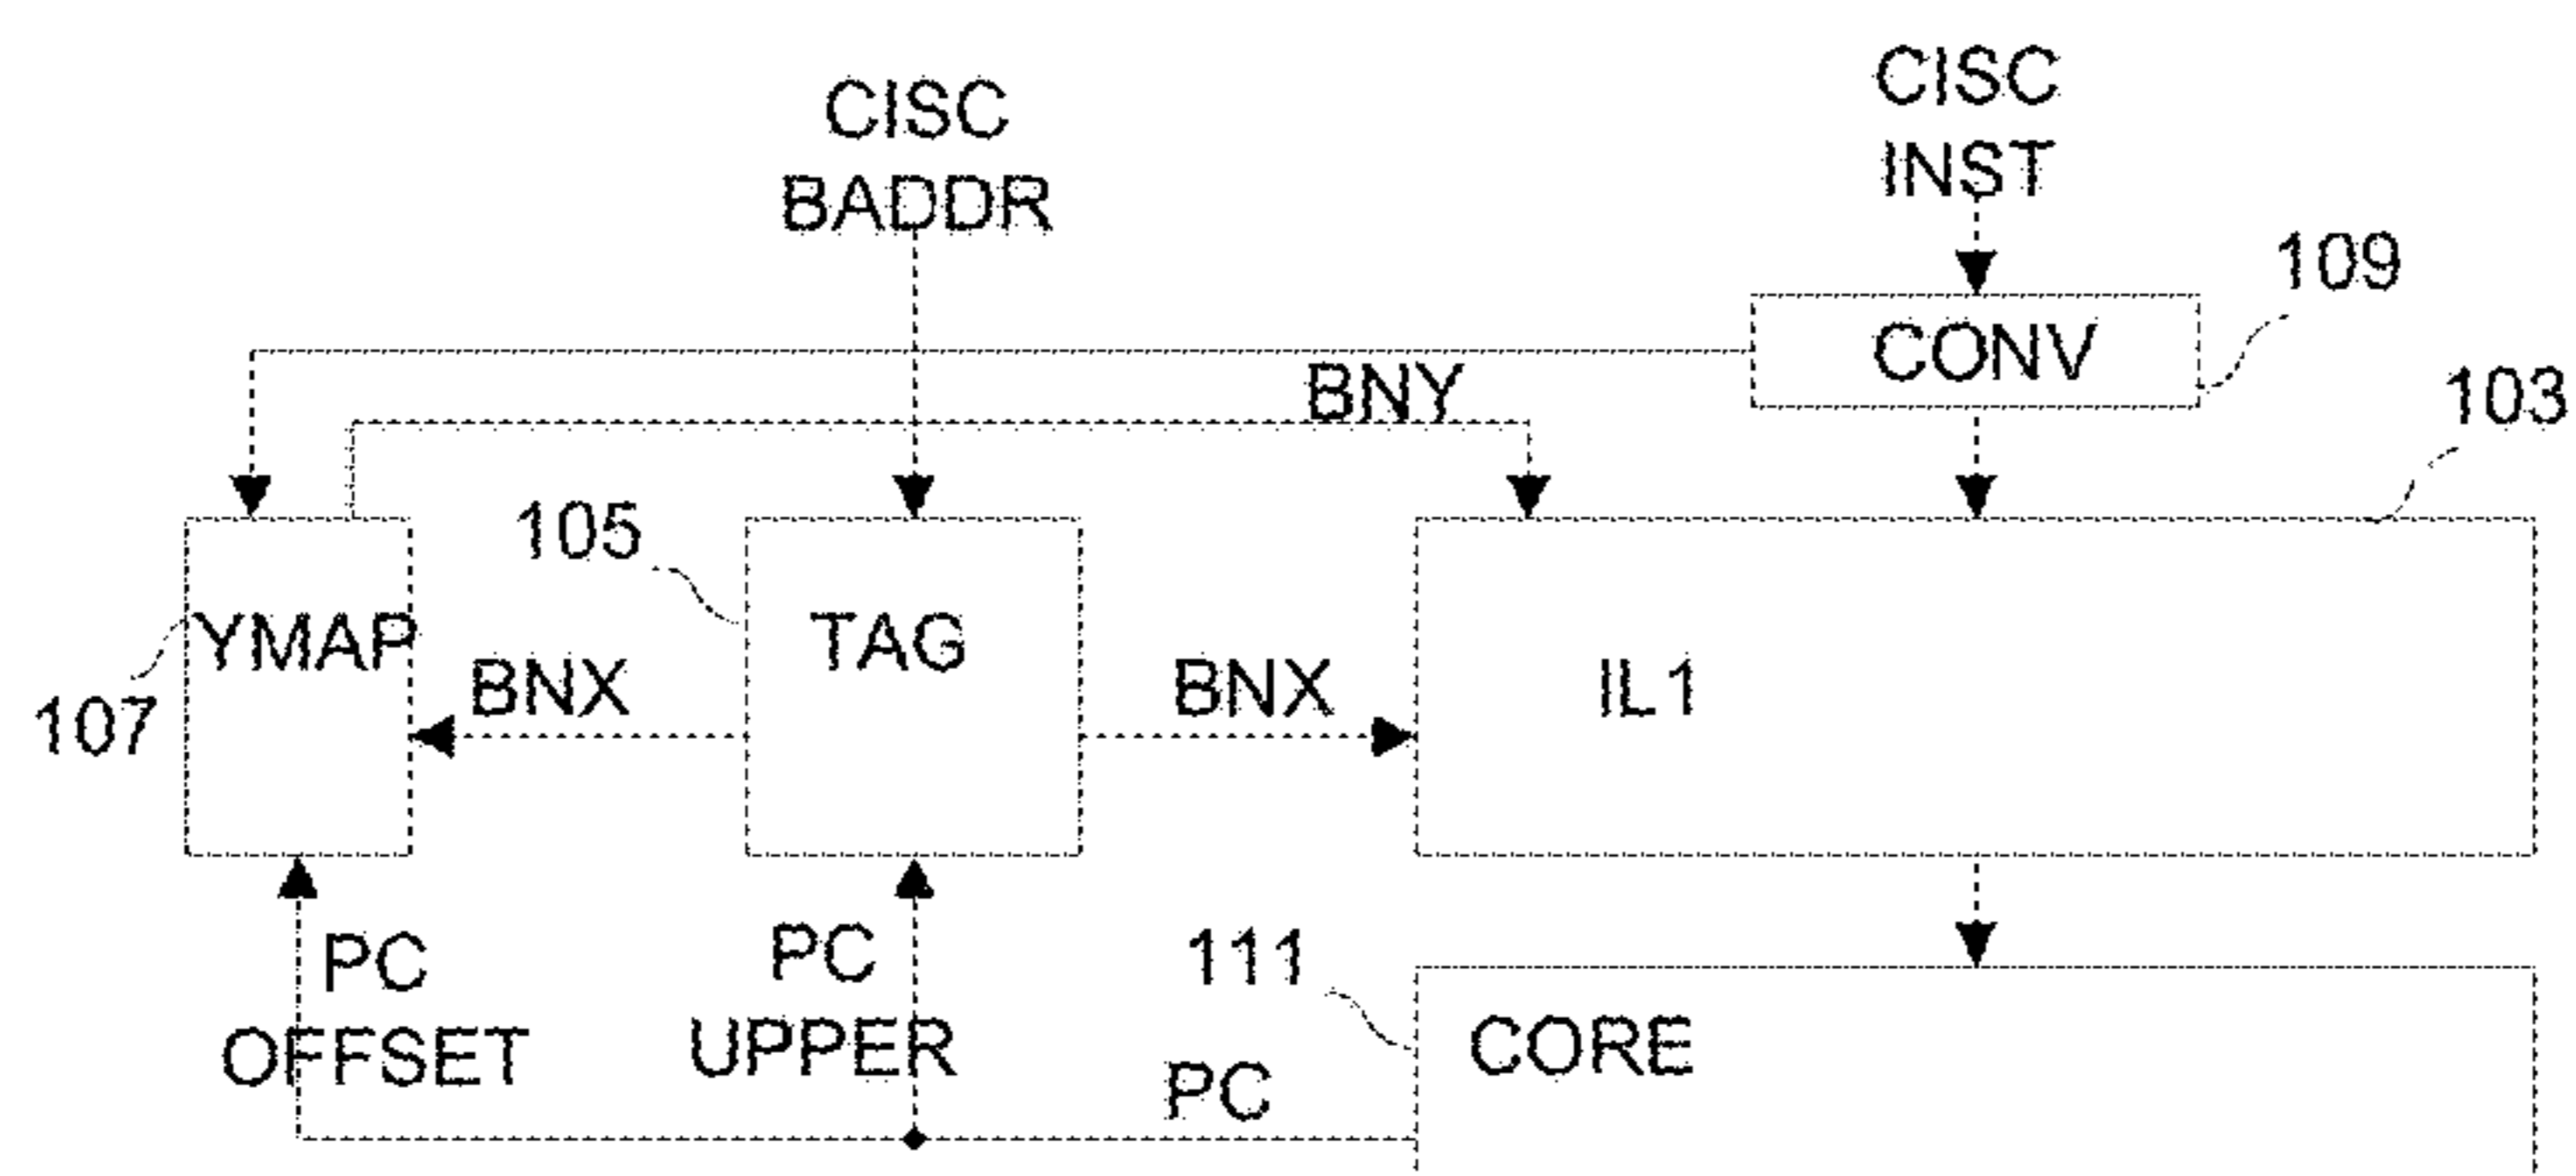 CISC
BADDR
CISC
INST
109
CONV
BNY
103
105
YMAP
TAG
BNX
BNX
IL1
107
PC
OFFSET
PC
UPPER
111
CORE
PC